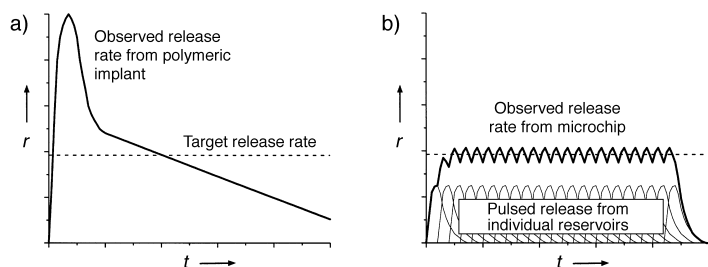 a)
Observed release
rate from polymeric
implant
Target release rate
r
t
b)
Observed release
rate from microchip
Pulsed release from
individual reservoirs
r
t